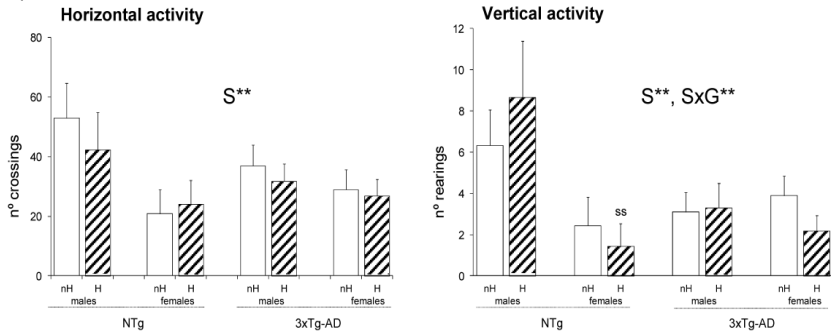 Horizontal activity
80
60
40
20
0
nº crossings
S**
nH H nH H nH H nH H
males females males females
NTg 3xTg-AD
Vertical activity
12
10
8
6
4
2
0
nº rearings
S**, SxG**
ss
nH H nH H nH H nH H
males females males females
NTg 3xTg-AD